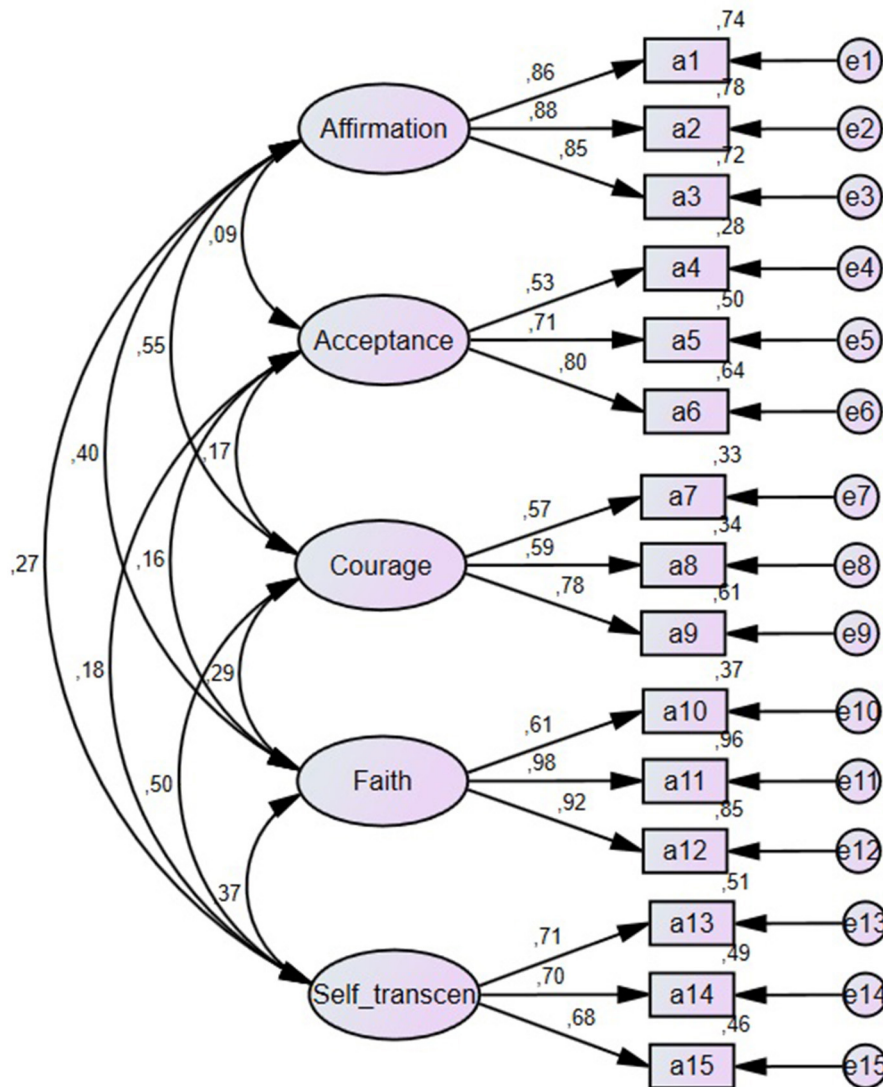 ,74
,86
a1
e1
,78
,88
Affirmation
a2
e2
,72
,85
a3
e3
,09
,28
,53
a4
e4
,50
,55
Acceptance
,71
a5
e5
,64
,80
a6
e6
,40
,17
,33
,57
a7
e7
,34
,27
,16
Courage
,59
a8
e8
,61
,78
a9
e9
,18
,29
,37
,61
a10
e10
,96
,50
Faith
,98
a11
e11
,85
,92
a12
e12
,37
,51
,71
a13
e13
,49
Self_transcen
,70
a14
e14
,46
,68
a15
e15